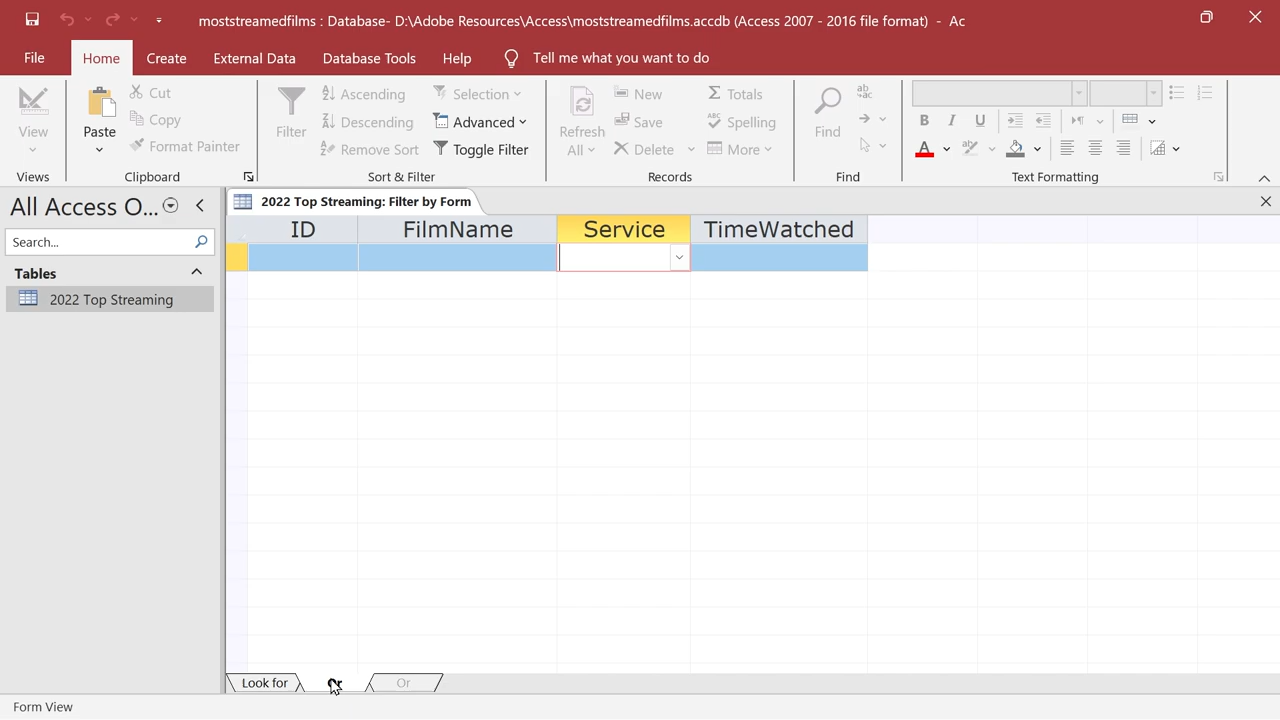 moststreamedfilms : Database- D:\Adobe Resources\Access\moststreamedfilms.accdb (Access 2007 - 2016 file format) - Ac
File Home Create External Data Database Tools Help Tell me what you want to do
View
Views
Paste
Cut
Copy
Format Painter
Clipboard
Filter
Ascending
Descending
Remove Sort
Selection
Advanced
Toggle Filter
Sort & Filter
Refresh
All
New
Save
Delete
Totals
Spelling
More
Records
Find
Find
B I U
A
Text Formatting
All Access O...
Search...
Tables
2022 Top Streaming
2022 Top Streaming: Filter by Form
ID FilmName Service TimeWatched
Look for Or Or
Form View